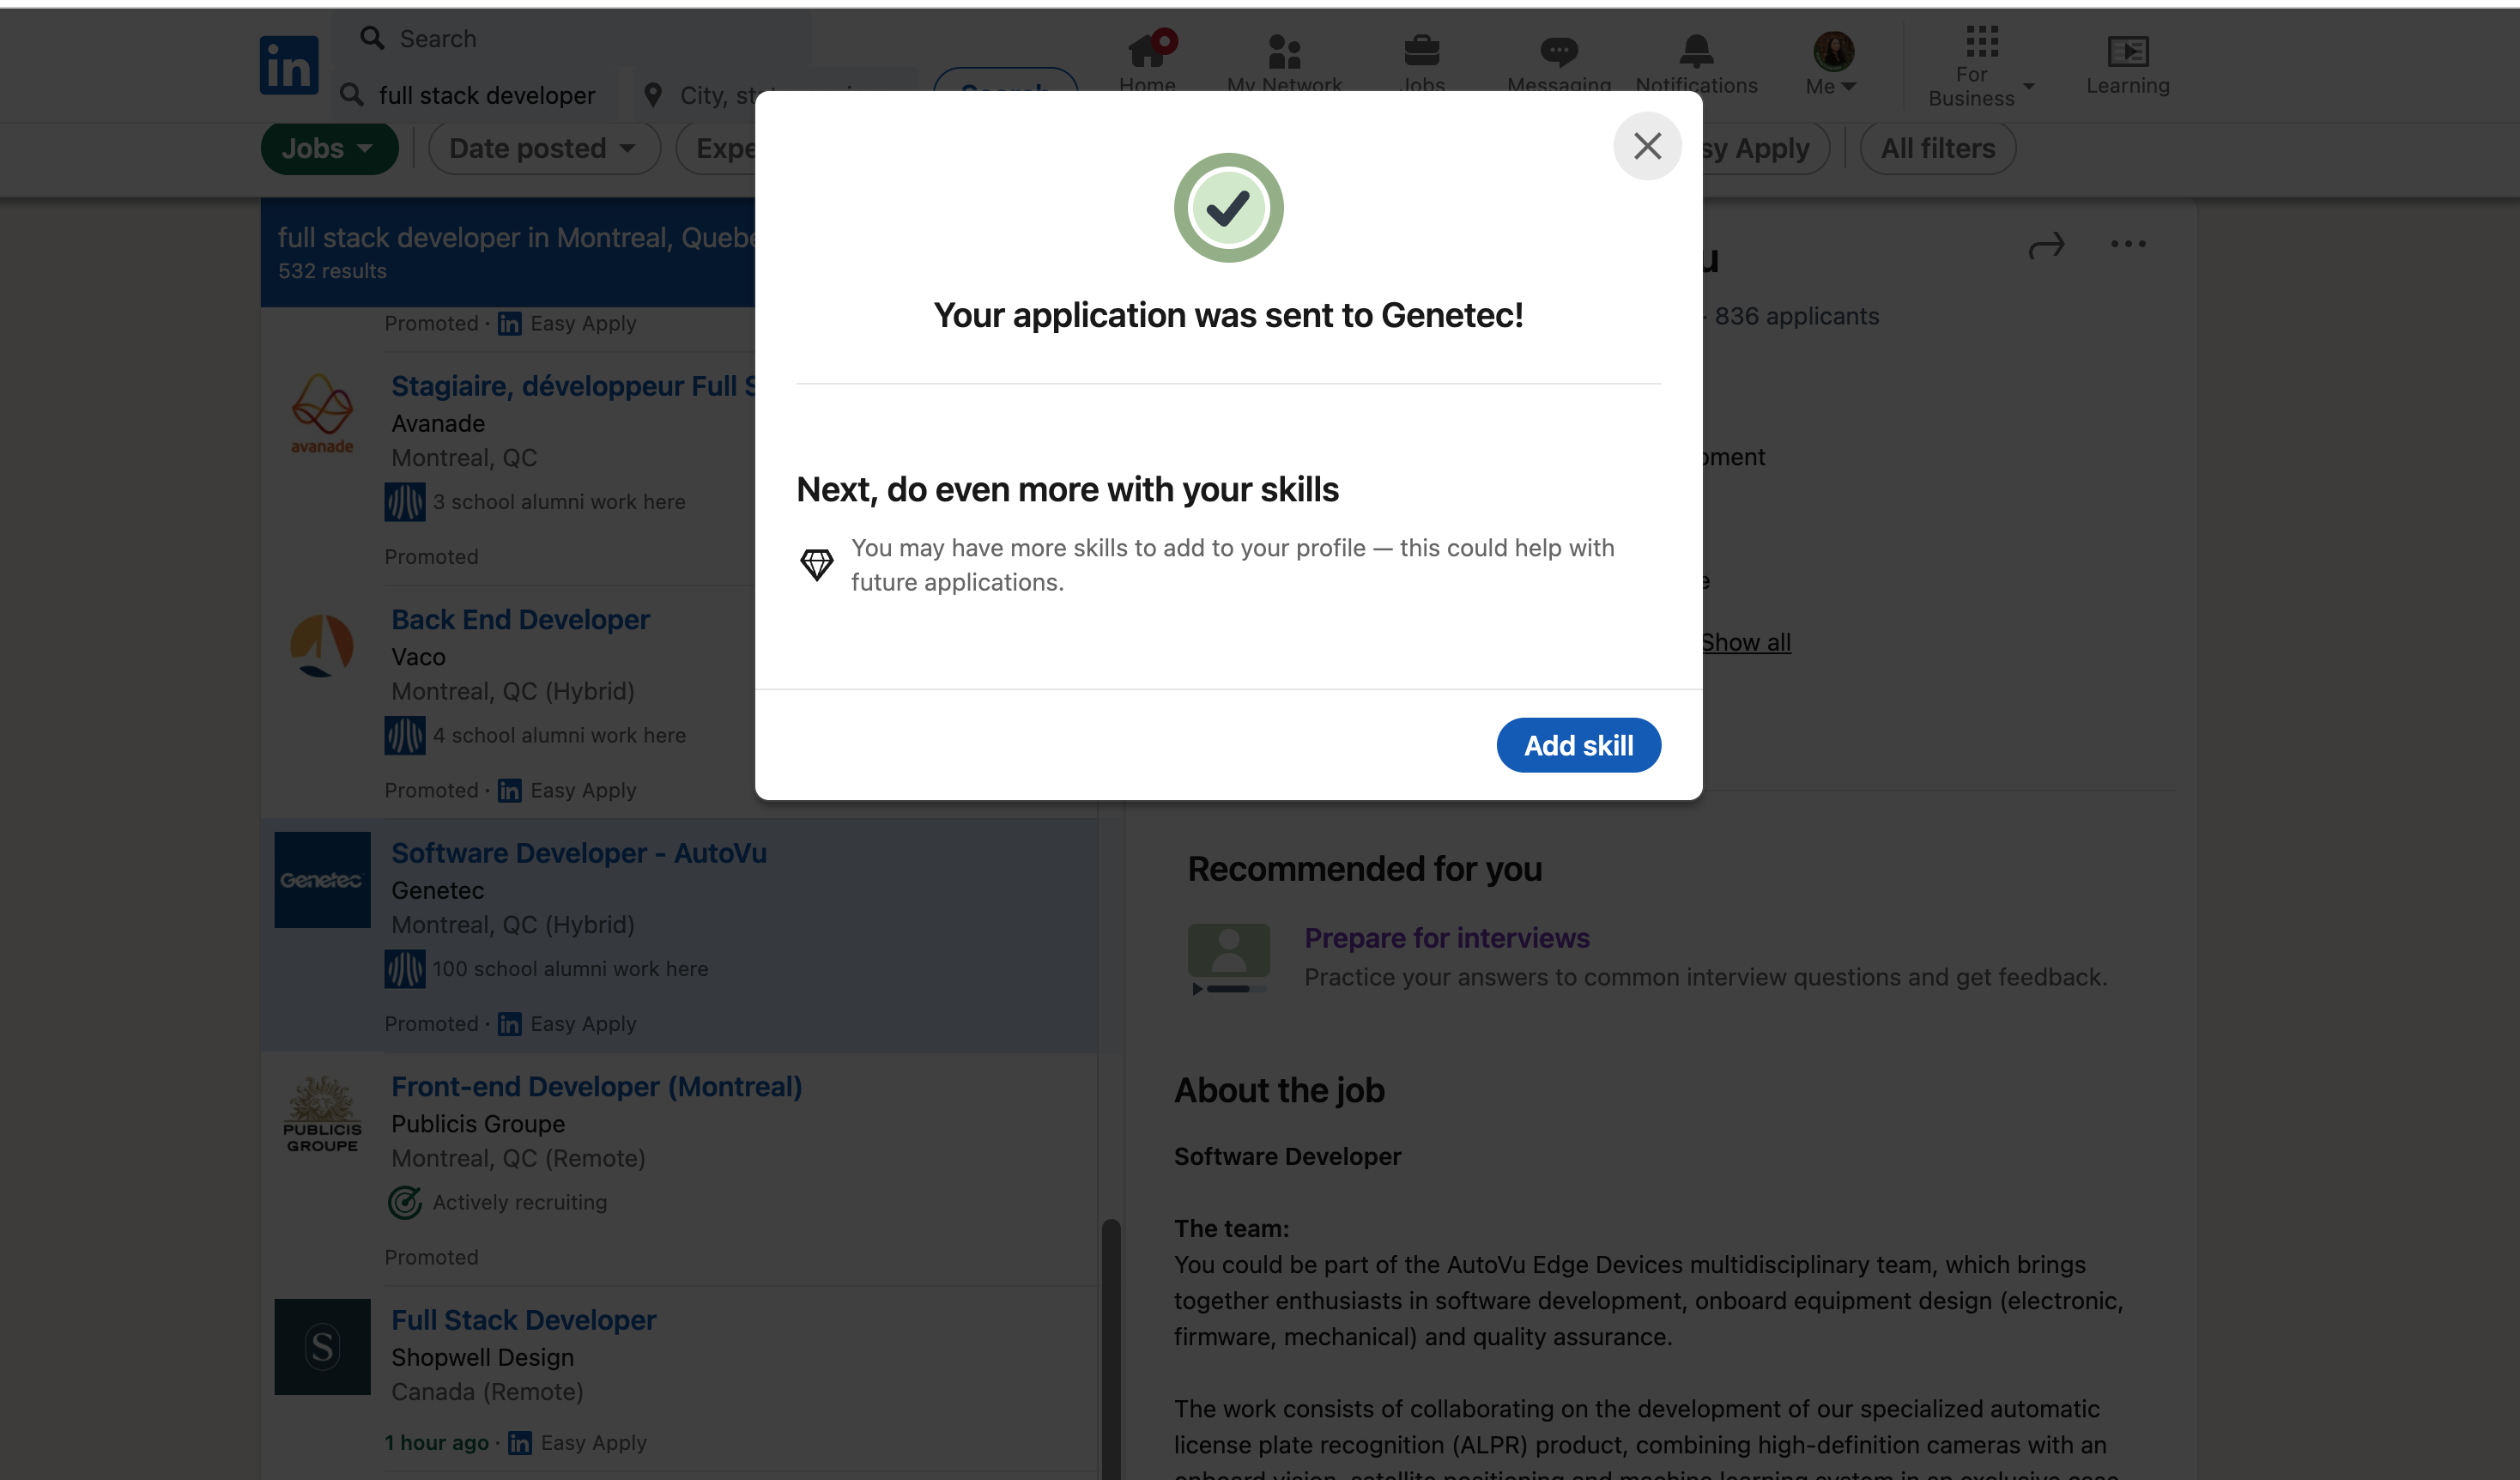 Search
Home
My Network
Jobs
Messaging
Notifications
Me
For
Business
Learning
full stack developer
City,
Search
Jobs
Date posted
Apply
All filters
full stack developer in Montreal,
532 results
Promoted · in Easy Apply
Stagiaire, développeur Full
avanade
Avanade
Montreal, QC
3 school alumni work here
Promoted
Back End Developer
Vaco
Montreal, QC (Hybrid)
4 school alumni work here
Promoted · in Easy Apply
Software Developer - AutoVu
Genetec
Genetec
Montreal, QC (Hybrid)
100 school alumni work here
Promoted · in Easy Apply
Front-end Developer (Montreal)
PUBLICIS
GROUPE
Publicis Groupe
Montreal, QC (Remote)
Actively recruiting
Promoted
Full Stack Developer
S
Shopwell Design
Canada (Remote)
1 hour ago · in Easy Apply
Your application was sent to Genetec!
Next, do even more with your skills
You may have more skills to add to your profile — this could help with
future applications.
Add skill
· 836 applicants
Show all
Recommended for you
Prepare for interviews
Practice your answers to common interview questions and get feedback.
About the job
Software Developer
The team:
You could be part of the AutoVu Edge Devices multidisciplinary team, which brings
together enthusiasts in software development, onboard equipment design (electronic,
firmware, mechanical) and quality assurance.
The work consists of collaborating on the development of our specialized automatic
license plate recognition (ALPR) product, combining high-definition cameras with an